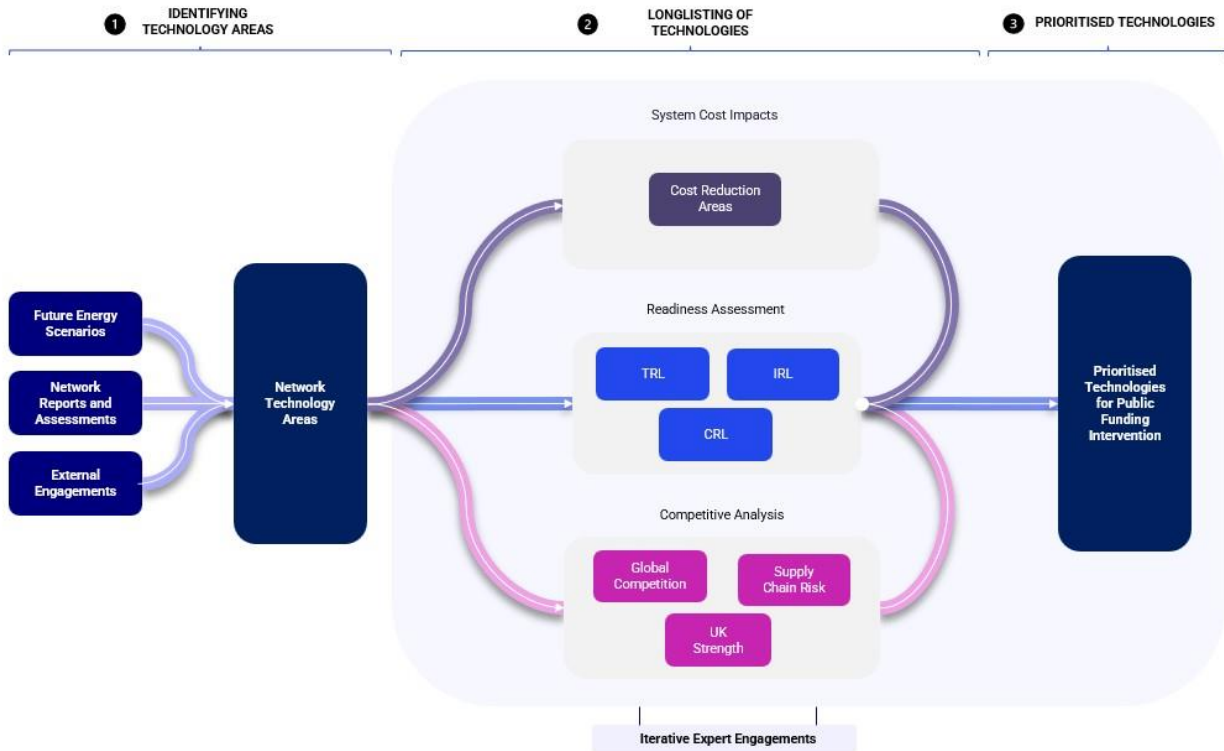 1
IDENTIFYING
TECHNOLOGY AREAS
2
LONGLISTING OF
TECHNOLOGIES
3
PRIORITISED TECHNOLOGIES
Future Energy
Scenarios
Network
Reports and
Assessments
External
Engagements
Network
Technology
Areas
System Cost Impacts
Cost Reduction
Areas
Readiness Assessment
TRL
IRL
CRL
Competitive Analysis
Global
Competition
Supply
Chain Risk
UK
Strength
Iterative Expert Engagements
Prioritised
Technologies
for Public
Funding
Intervention